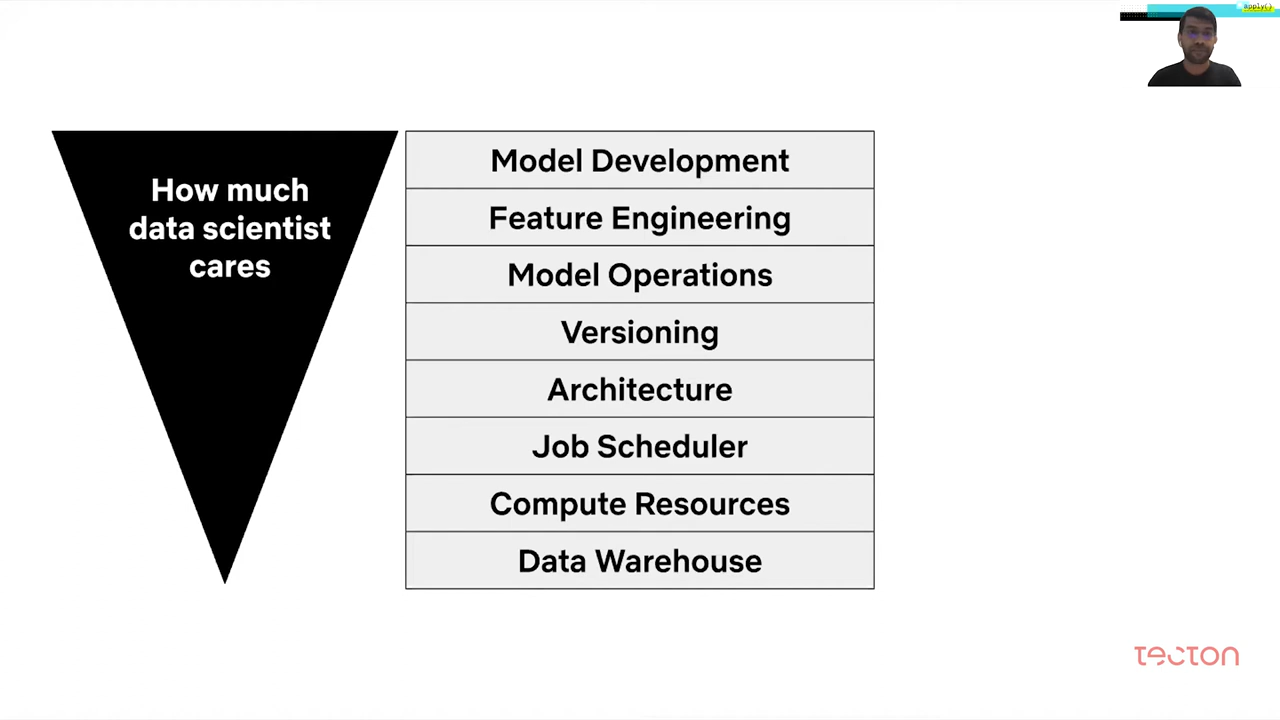 apply()
How much
data scientist
cares
Model Development
Feature Engineering
Model Operations
Versioning
Architecture
Job Scheduler
Compute Resources
Data Warehouse
tecton